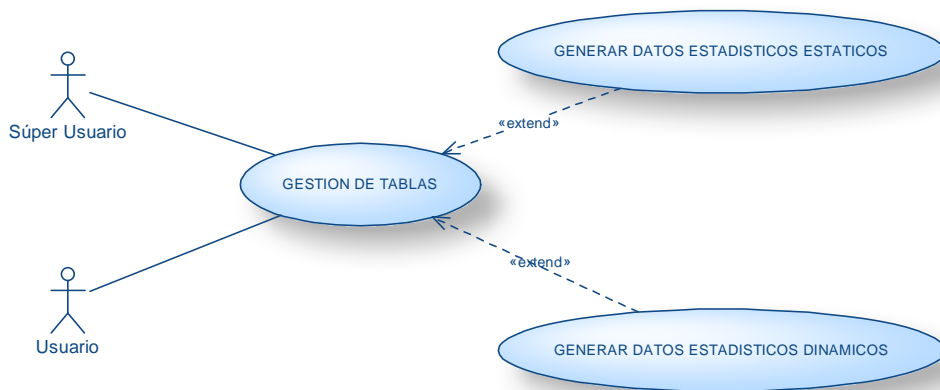 GENERAR DATOS ESTADISTICOS ESTATICOS
Súper Usuario
«extend»
GESTION DE TABLAS
«extend»
Usuario
GENERAR DATOS ESTADISTICOS DINAMICOS